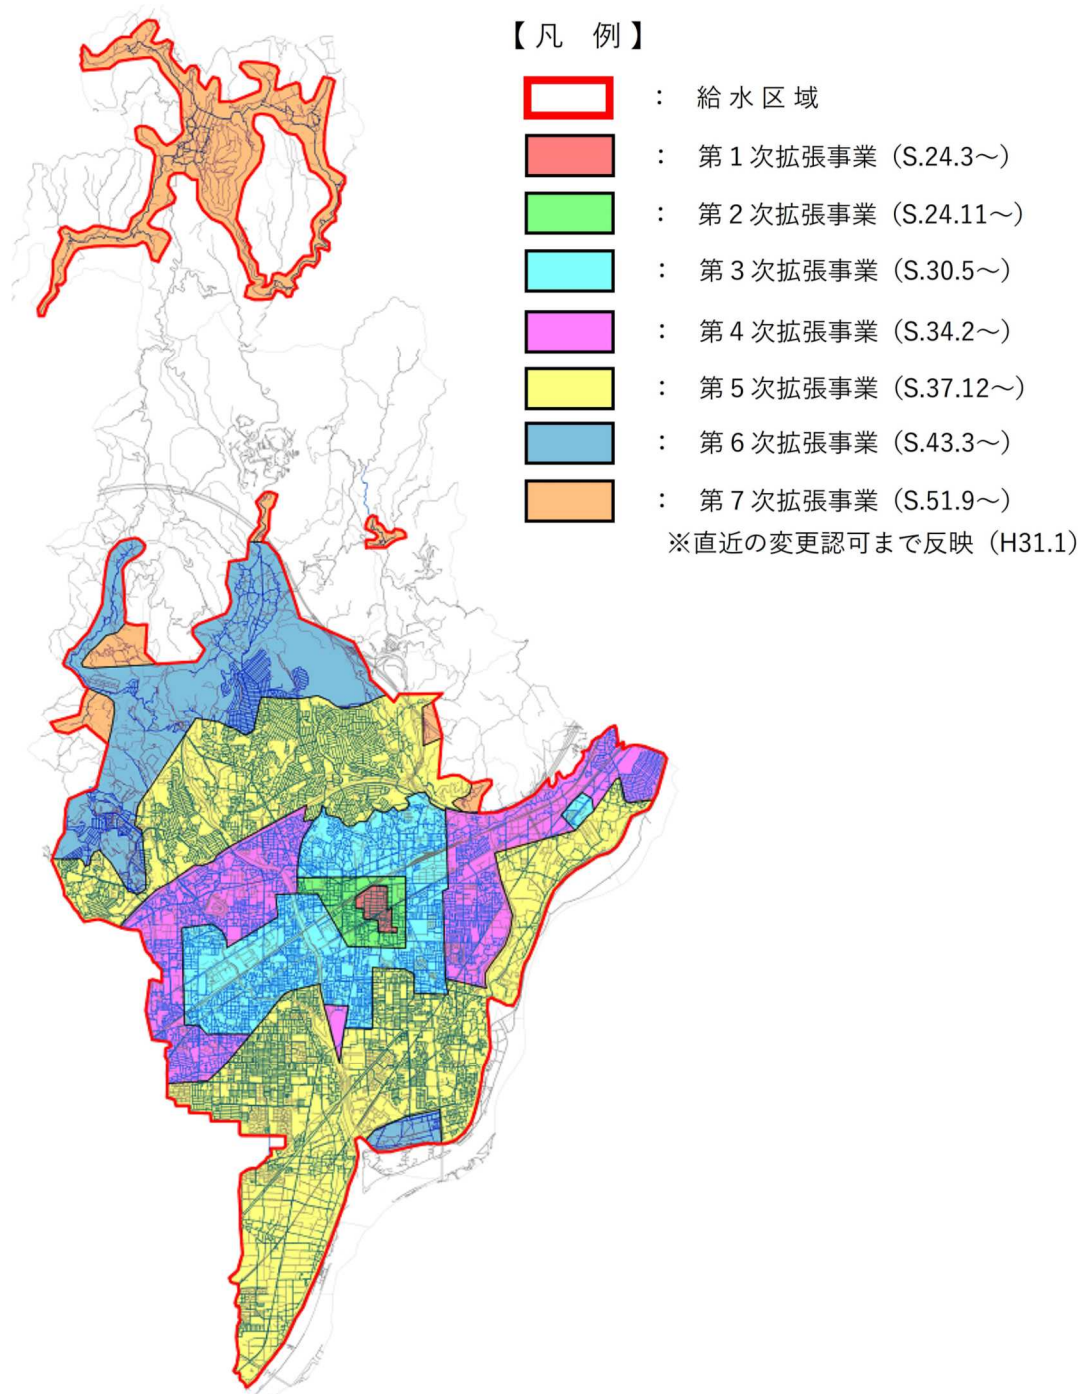 【凡 例】
： 給水区域
： 第1次拡張事業（S.24.3～）
： 第2次拡張事業（S.24.11～）
： 第3次拡張事業（S.30.5～）
： 第4次拡張事業（S.34.2～）
： 第5次拡張事業（S.37.12～）
： 第6次拡張事業（S.43.3～）
： 第7次拡張事業（S.51.9～）
※直近の変更認可まで反映（H31.1）